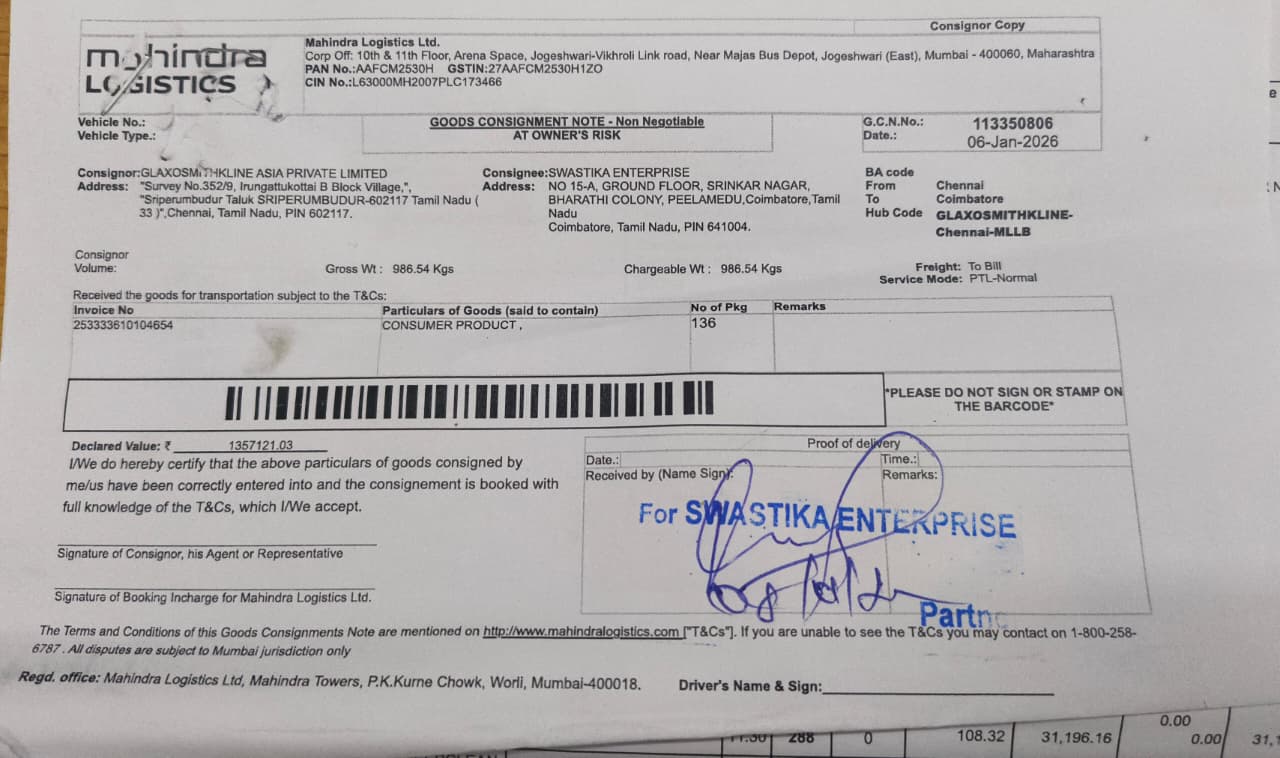 Consignor Copy
mahindra
LOGISTICS
Mahindra Logistics Ltd.
Corp Off: 10th & 11th Floor, Arena Space, Jogeshwari-Vikhroli Link road, Near Majas Bus Depot, Jogeshwari (East), Mumbai - 400060, Maharashtra
PAN No.:AAFCM2530H GSTIN:27AAFCM2530H1ZO
CIN No.:L63000MH2007PLC173466
Vehicle No.:
Vehicle Type.:
GOODS CONSIGNMENT NOTE - Non Negotiable
AT OWNER'S RISK
G.C.N.No.: 113350806
Date.: 06-Jan-2026
Consignor:GLAXOSMITHKLINE ASIA PRIVATE LIMITED
Address: "Survey No.352/9, Irungattukottai B Block Village,",
"Sriperumbudur Taluk SRIPERUMBUDUR-602117 Tamil Nadu (
33 )",Chennai, Tamil Nadu, PIN 602117.
Consignee:SWASTIKA ENTERPRISE
Address: NO 15-A, GROUND FLOOR, SRINKAR NAGAR,
BHARATHI COLONY, PEELAMEDU,Coimbatore,Tamil
Nadu
Coimbatore, Tamil Nadu, PIN 641004.
BA code
From Chennai
To Coimbatore
Hub Code GLAXOSMITHKLINE-
Chennai-MLLB
Consignor
Volume:
Gross Wt : 986.54 Kgs
Chargeable Wt : 986.54 Kgs
Freight: To Bill
Service Mode: PTL-Normal
Received the goods for transportation subject to the T&Cs:
Invoice No Particulars of Goods (said to contain) No of Pkg Remarks
253333610104654 CONSUMER PRODUCT , 136
*PLEASE DO NOT SIGN OR STAMP ON
THE BARCODE*
Declared Value: ₹ 1357121.03
I/We do hereby certify that the above particulars of goods consigned by
me/us have been correctly entered into and the consignement is booked with
full knowledge of the T&Cs, which I/We accept.
Signature of Consignor, his Agent or Representative
Signature of Booking Incharge for Mahindra Logistics Ltd.
Proof of delivery
Date.: Time.:
Received by (Name Sign): Remarks:
For SWASTIKA ENTERPRISE
The Terms and Conditions of this Goods Consignments Note are mentioned on http://www.mahindralogistics.com ["T&Cs"]. If you are unable to see the T&Cs you may contact on 1-800-258-
6787 . All disputes are subject to Mumbai jurisdiction only
Regd. office: Mahindra Logistics Ltd, Mahindra Towers, P.K.Kurne Chowk, Worli, Mumbai-400018.
Driver's Name & Sign:
288 0 108.32 31,196.16 0.00
0.00